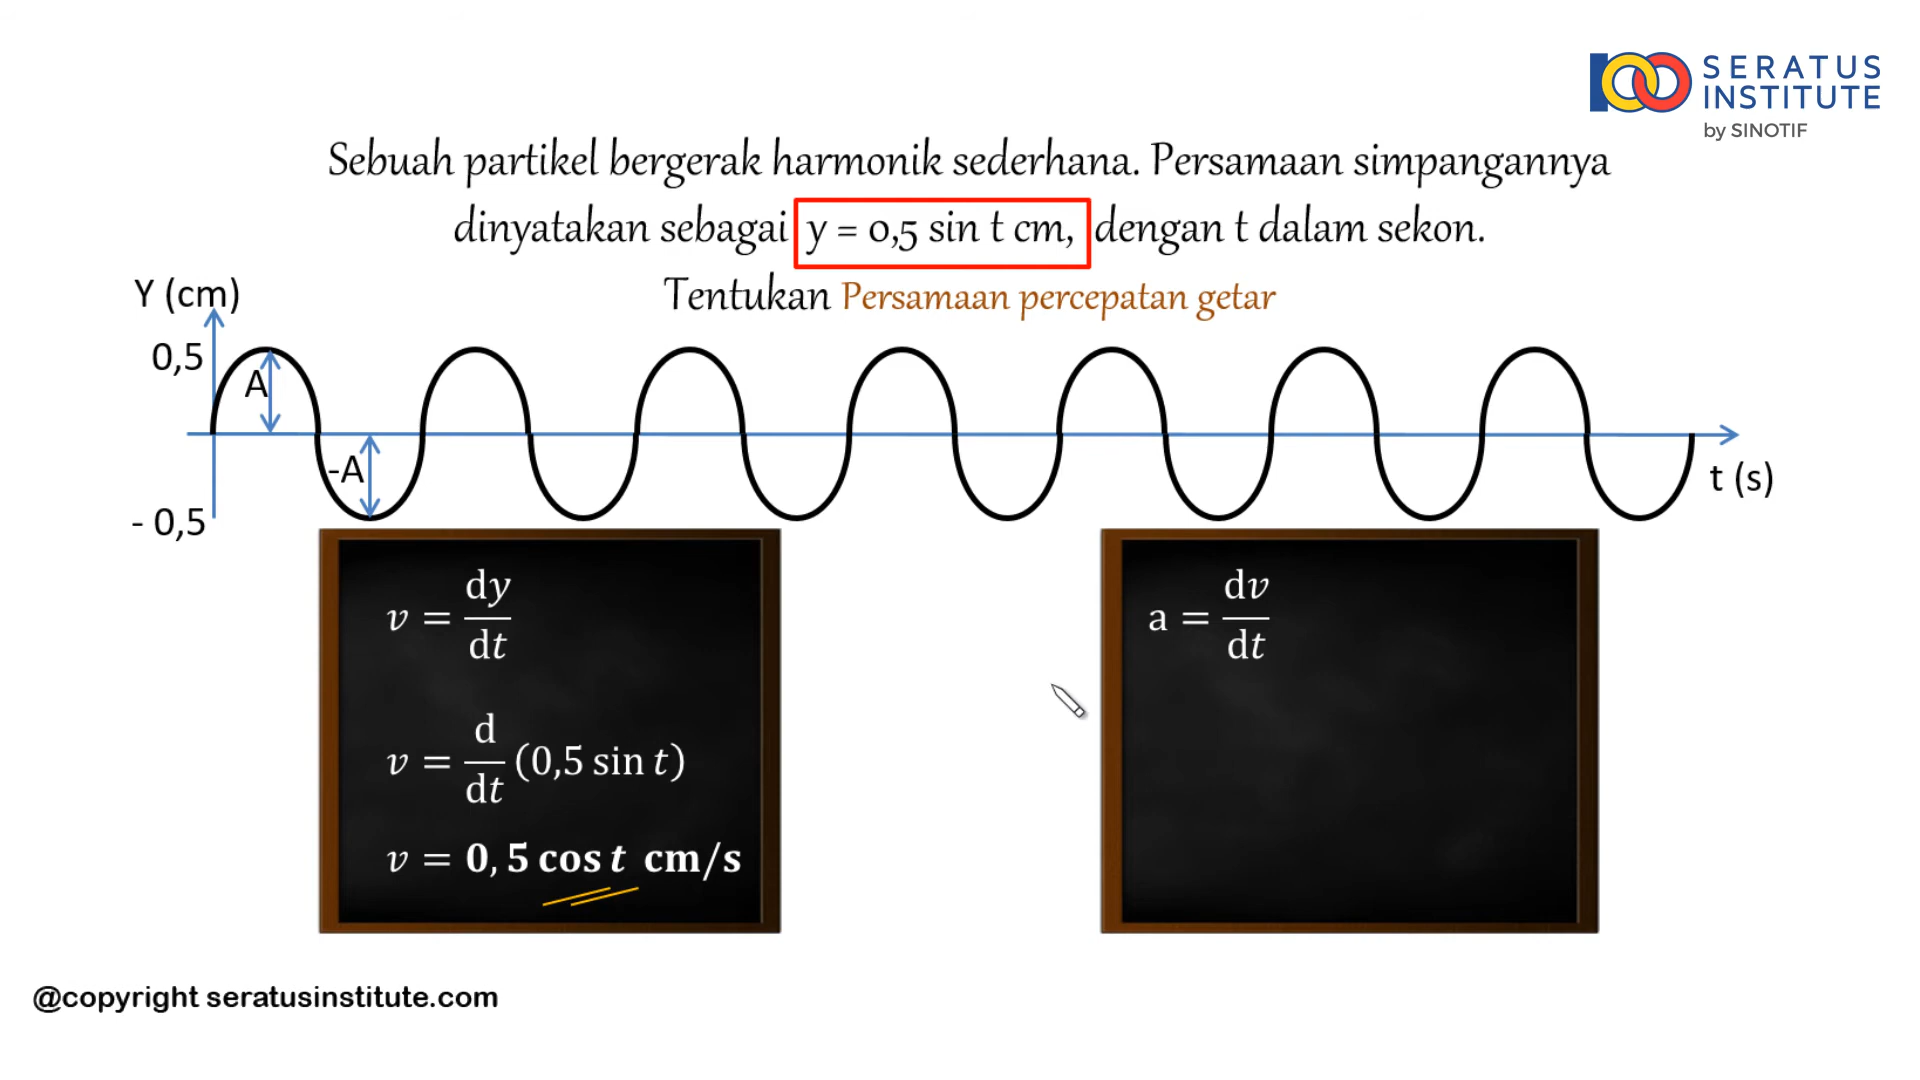 SERATUS
INSTITUTE
by SINOTIF
Sebuah partikel bergerak harmonik sederhana. Persamaan simpangannya
dinyatakan sebagai y = 0,5 sin t cm, dengan t dalam sekon.
Tentukan Persamaan percepatan getar
Y (cm)
0,5
A
-A
- 0,5
t (s)
v = dy/dt
v = d/dt (0,5 sin t)
v = 0, 5 cos t cm/s
a = dv/dt
@copyright seratusinstitute.com